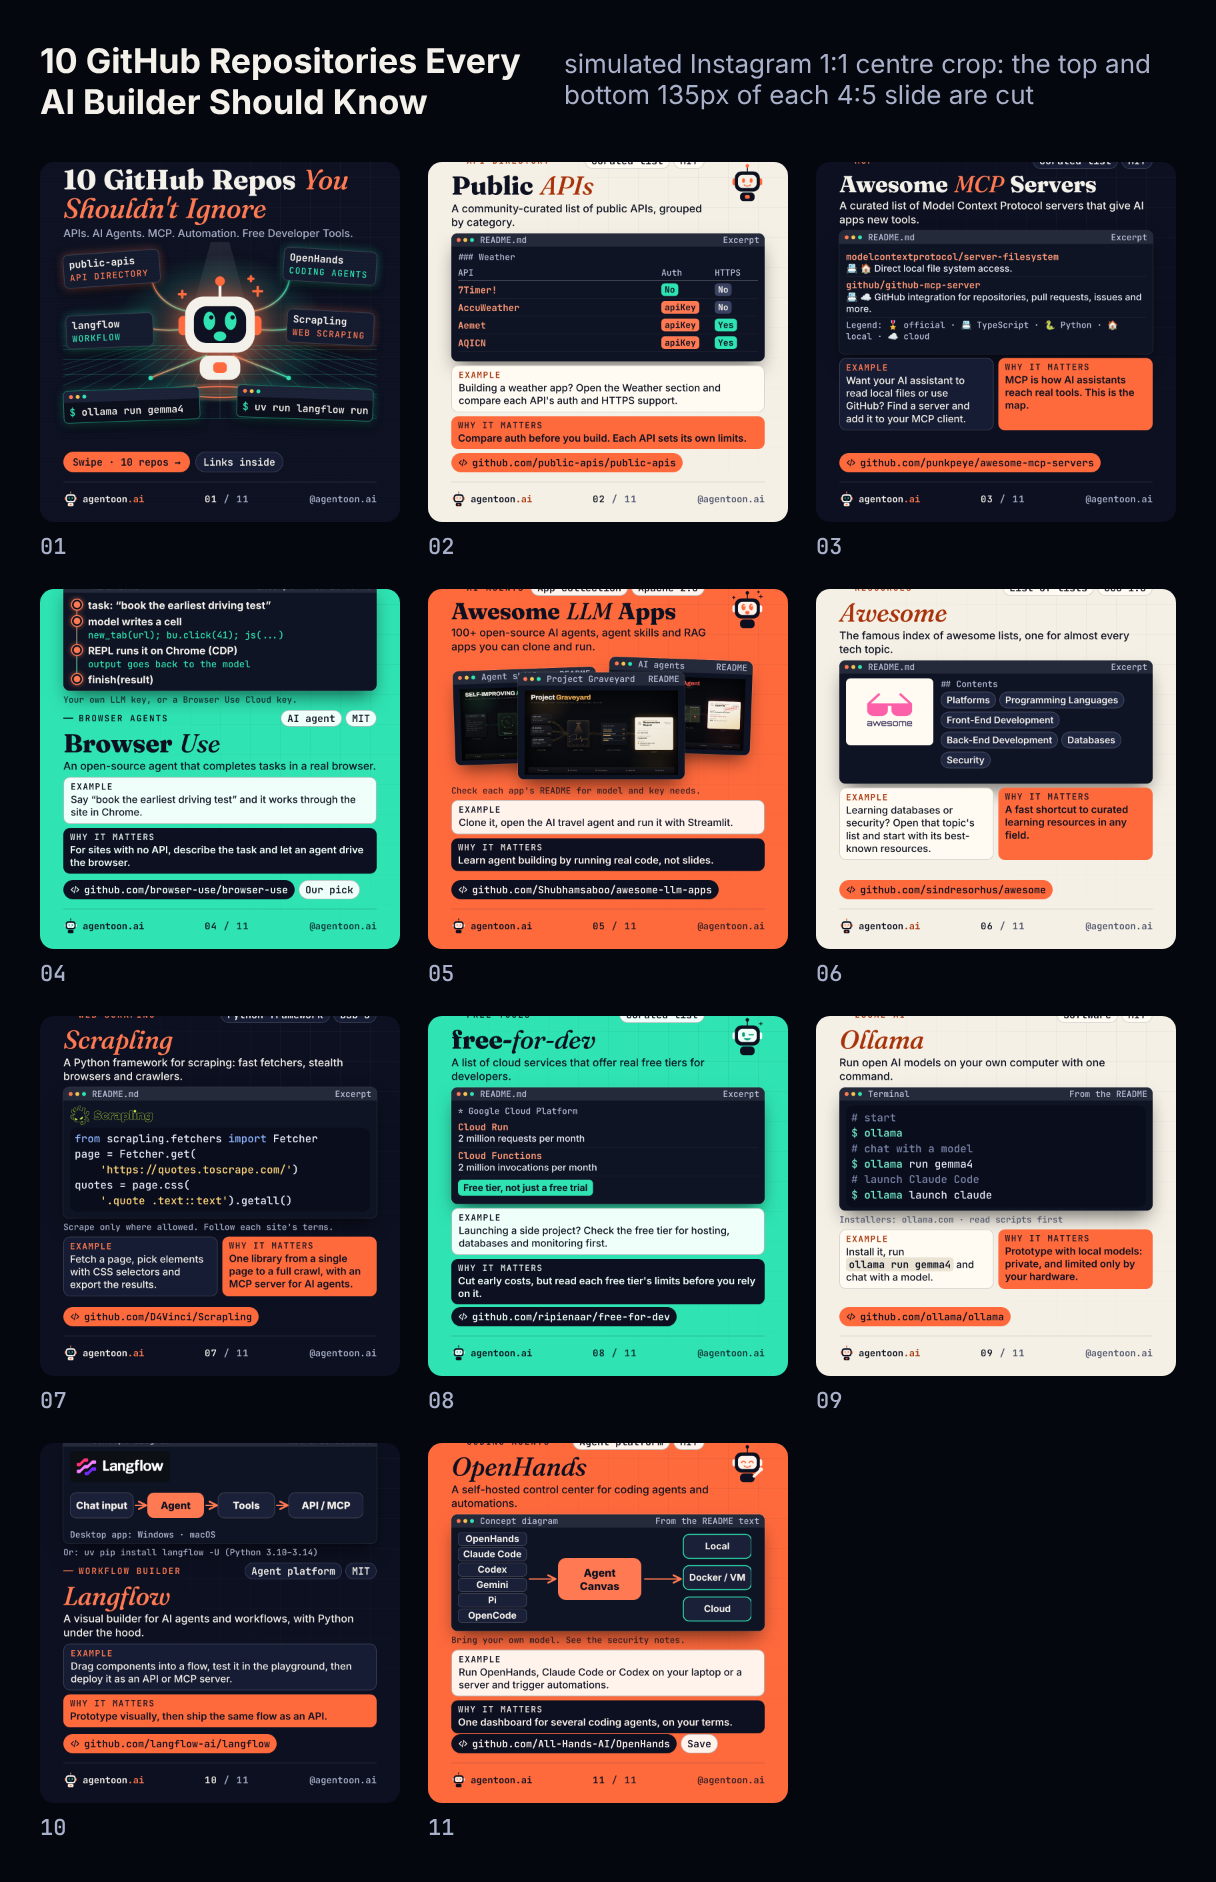 10 GitHub Repositories Every
AI Builder Should Know
simulated Instagram 1:1 centre crop: the top and
bottom 135px of each 4:5 slide are cut
10 GitHub Repos You
Shouldn't Ignore
APIs. AI Agents. MCP. Automation. Free Developer Tools.
public-apis
API DIRECTORY
OpenHands
CODING AGENTS
langflow
WORKFLOW
Scrapling
WEB SCRAPING
$ ollama run gemma4
$ uv run langflow run
Swipe · 10 repos →
Links inside
agentoon.ai
01 / 11
@agentoon.ai
01
Public APIs
A community-curated list of public APIs, grouped
by category.
README.md
Excerpt
### Weather
API Auth HTTPS
7Timer! No No
AccuWeather apiKey No
Aemet apiKey Yes
AQICN apiKey Yes
EXAMPLE
Building a weather app? Open the Weather section and
compare each API's auth and HTTPS support.
WHY IT MATTERS
Compare auth before you build. Each API sets its own limits.
github.com/public-apis/public-apis
agentoon.ai
02 / 11
@agentoon.ai
02
Awesome MCP Servers
A curated list of Model Context Protocol servers that give AI
apps new tools.
README.md
Excerpt
modelcontextprotocol/server-filesystem
📇 🏠 Direct local file system access.
github/github-mcp-server
📇 ☁️ GitHub integration for repositories, pull requests, issues and
more.
Legend: 🎖️ official · 📇 TypeScript · 🐍 Python · 🏠
local · ☁️ cloud
EXAMPLE
Want your AI assistant to
read local files or use
GitHub? Find a server and
add it to your MCP client.
WHY IT MATTERS
MCP is how AI assistants
reach real tools. This is the
map.
github.com/punkpeye/awesome-mcp-servers
agentoon.ai
03 / 11
@agentoon.ai
03
task: “book the earliest driving test”
model writes a cell
new_tab(url); bu.click(41); js(...)
REPL runs it on Chrome (CDP)
output goes back to the model
finish(result)
Your own LLM key, or a Browser Use Cloud key.
— BROWSER AGENTS
AI agent
MIT
Browser Use
An open-source agent that completes tasks in a real browser.
EXAMPLE
Say “book the earliest driving test” and it works through the
site in Chrome.
WHY IT MATTERS
For sites with no API, describe the task and let an agent drive
the browser.
github.com/browser-use/browser-use
Our pick
agentoon.ai
04 / 11
@agentoon.ai
04
Awesome LLM Apps
100+ open-source AI agents, agent skills and RAG
apps you can clone and run.
AI agents
README
Agent s
Project Graveyard
README
Project Graveyard
Check each app's README for model and key needs.
EXAMPLE
Clone it, open the AI travel agent and run it with Streamlit.
WHY IT MATTERS
Learn agent building by running real code, not slides.
github.com/Shubhamsaboo/awesome-llm-apps
agentoon.ai
05 / 11
@agentoon.ai
05
Awesome
The famous index of awesome lists, one for almost every
tech topic.
README.md
Excerpt
awesome
## Contents
Platforms
Programming Languages
Front-End Development
Back-End Development
Databases
Security
EXAMPLE
Learning databases or
security? Open that topic's
list and start with its best-
known resources.
WHY IT MATTERS
A fast shortcut to curated
learning resources in any
field.
github.com/sindresorhus/awesome
agentoon.ai
06 / 11
@agentoon.ai
06
Scrapling
A Python framework for scraping: fast fetchers, stealth
browsers and crawlers.
README.md
Excerpt
Scrapling
from scrapling.fetchers import Fetcher
page = Fetcher.get(
'https://quotes.toscrape.com/')
quotes = page.css(
'.quote .text::text').getall()
Scrape only where allowed. Follow each site's terms.
EXAMPLE
Fetch a page, pick elements
with CSS selectors and
export the results.
WHY IT MATTERS
One library from a single
page to a full crawl, with an
MCP server for AI agents.
github.com/D4Vinci/Scrapling
agentoon.ai
07 / 11
@agentoon.ai
07
free-for-dev
A list of cloud services that offer real free tiers for
developers.
README.md
Excerpt
* Google Cloud Platform
Cloud Run
2 million requests per month
Cloud Functions
2 million invocations per month
Free tier, not just a free trial
EXAMPLE
Launching a side project? Check the free tier for hosting,
databases and monitoring first.
WHY IT MATTERS
Cut early costs, but read each free tier's limits before you rely
on it.
github.com/ripienaar/free-for-dev
agentoon.ai
08 / 11
@agentoon.ai
08
Ollama
Run open AI models on your own computer with one
command.
Terminal
From the README
# start
$ ollama
# chat with a model
$ ollama run gemma4
# launch Claude Code
$ ollama launch claude
Installers: ollama.com · read scripts first
EXAMPLE
Install it, run
ollama run gemma4 and
chat with a model.
WHY IT MATTERS
Prototype with local models:
private, and limited only by
your hardware.
github.com/ollama/ollama
agentoon.ai
09 / 11
@agentoon.ai
09
Langflow
Chat input
Agent
Tools
API / MCP
Desktop app: Windows · macOS
Or: uv pip install langflow -U (Python 3.10–3.14)
— WORKFLOW BUILDER
Agent platform
MIT
Langflow
A visual builder for AI agents and workflows, with Python
under the hood.
EXAMPLE
Drag components into a flow, test it in the playground, then
deploy it as an API or MCP server.
WHY IT MATTERS
Prototype visually, then ship the same flow as an API.
github.com/langflow-ai/langflow
agentoon.ai
10 / 11
@agentoon.ai
10
OpenHands
A self-hosted control center for coding agents and
automations.
Concept diagram
From the README text
OpenHands
Claude Code
Codex
Gemini
Pi
OpenCode
Agent
Canvas
Local
Docker / VM
Cloud
Bring your own model. See the security notes.
EXAMPLE
Run OpenHands, Claude Code or Codex on your laptop or a
server and trigger automations.
WHY IT MATTERS
One dashboard for several coding agents, on your terms.
github.com/All-Hands-AI/OpenHands
Save
agentoon.ai
11 / 11
@agentoon.ai
11